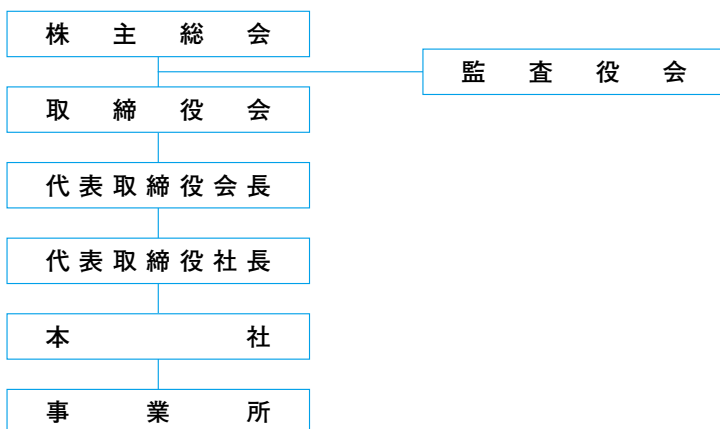 株主総会
監査役会
取締役会
代表取締役会長
代表取締役社長
本社
事業所